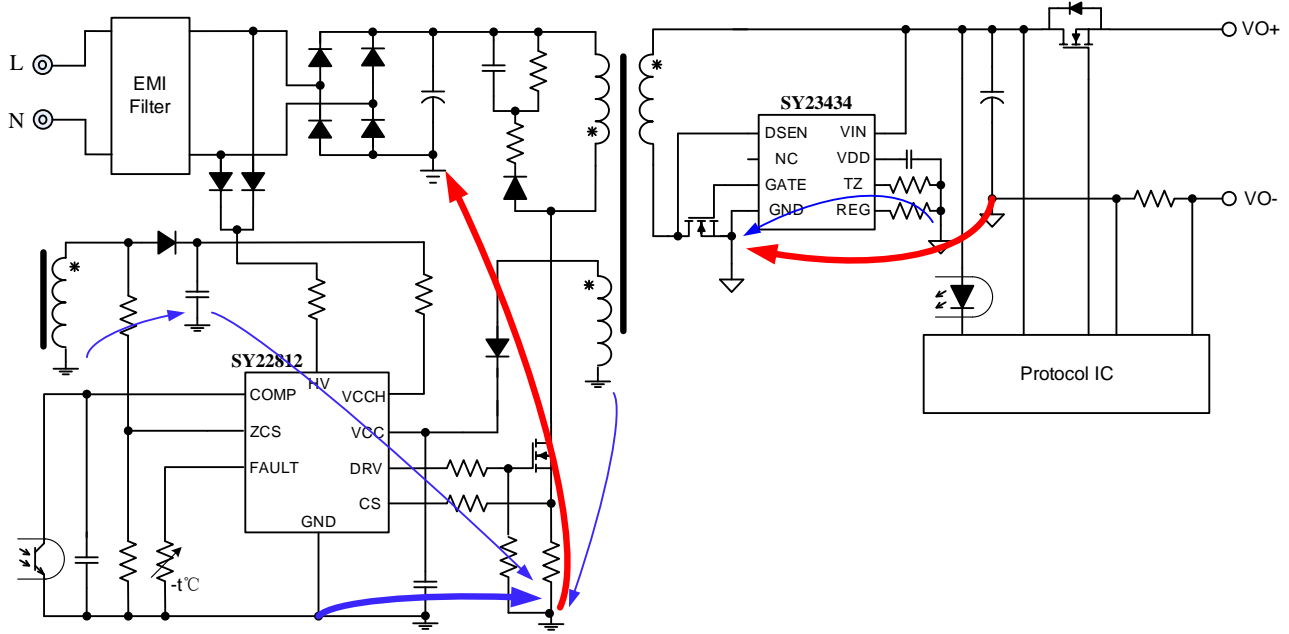 L
N
EMI
Filter
*
*
VO+
VO-
SY23434
DSEN
VIN
NC
VDD
GATE
TZ
GND
REG
*
*
SY22812
HV
COMP
VCCH
ZCS
VCC
FAULT
DRV
CS
GND
-t℃
Protocol IC